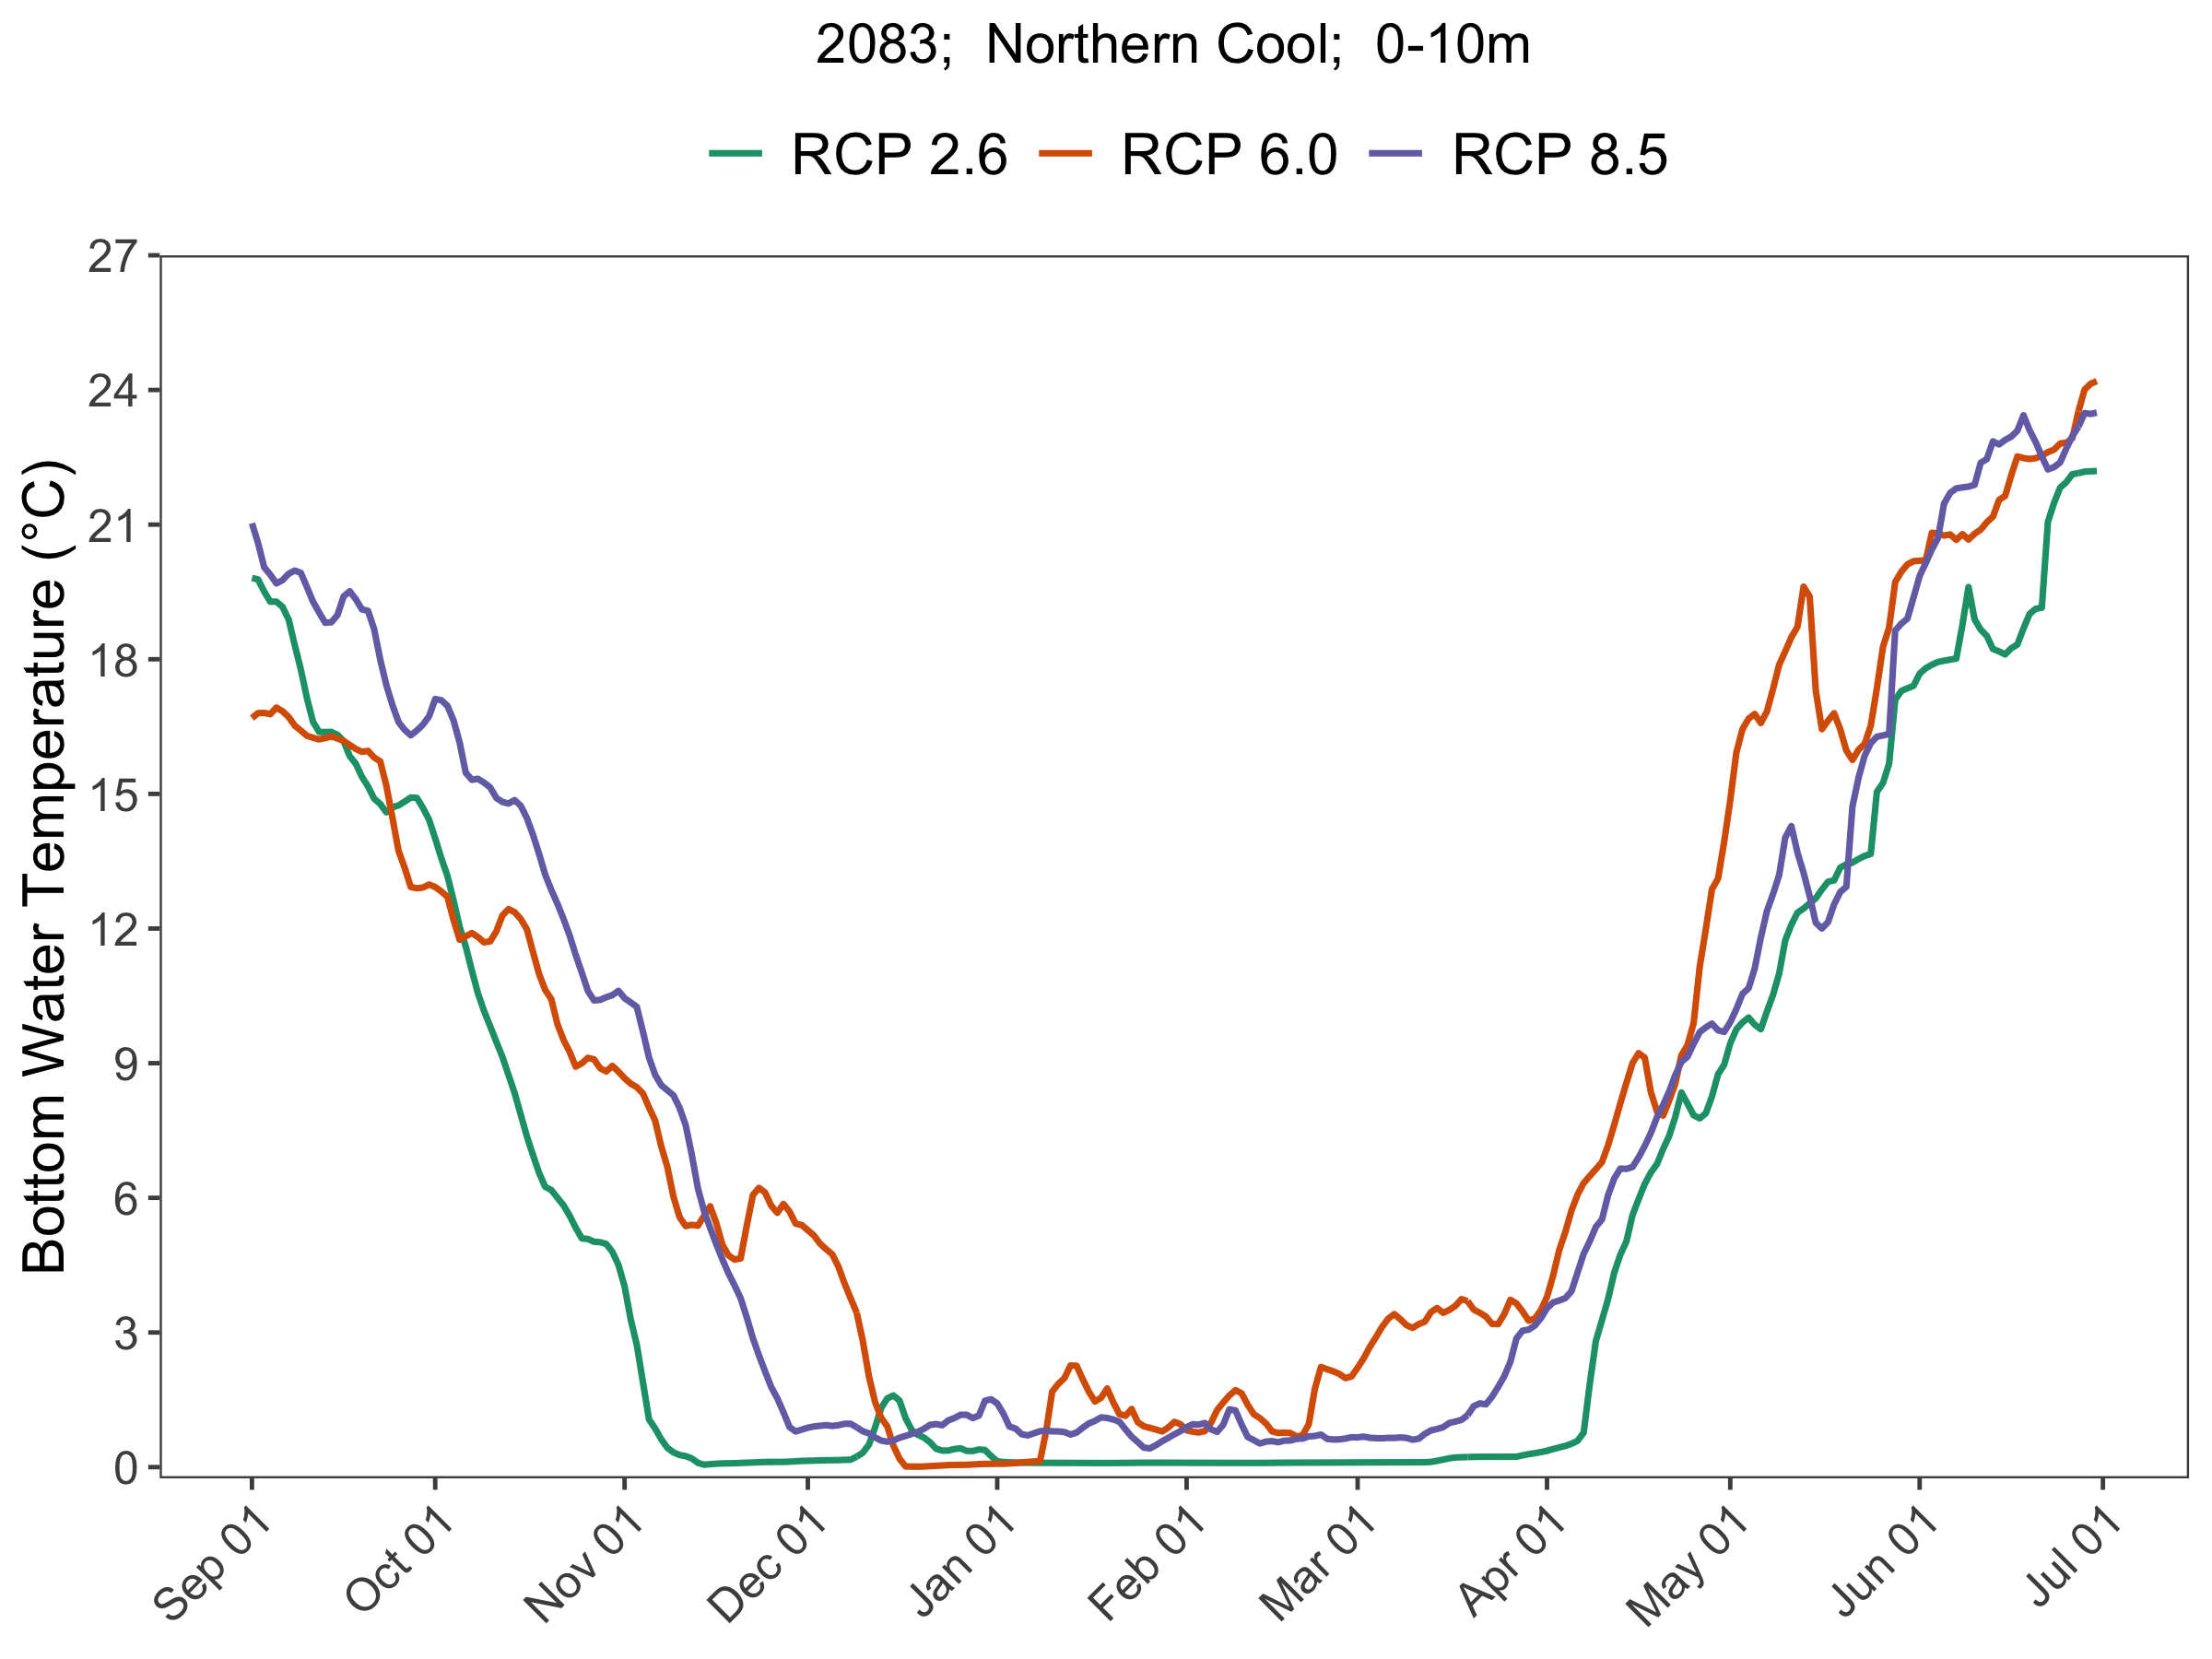 2083; Northern Cool; 0-10m
RCP 2.6 RCP 6.0 RCP 8.5
Bottom Water Temperature (°C)
27
24
21
18
15
12
9
6
3
0
Sep 01 Oct 01 Nov 01 Dec 01 Jan 01 Feb 01 Mar 01 Apr 01 May 01 Jun 01 Jul 01